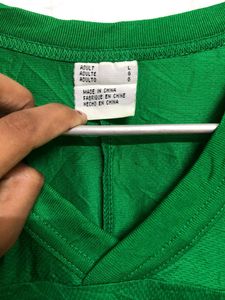 ADULT L
ADULTE G
ADULTO G
MADE IN CHINA
FABRIQUE EN CHINE
HECHO EN CHINA